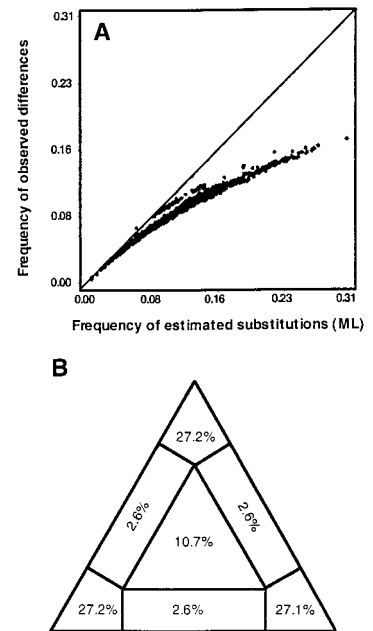 A
Frequency of observed differences
0.31
0.23
0.16
0.08
0.00
0.00 0.08 0.16 0.23 0.31
Frequency of estimated substitutions (ML)
B
27.2%
2.6%
2.6%
10.7%
27.2%
2.6%
27.1%